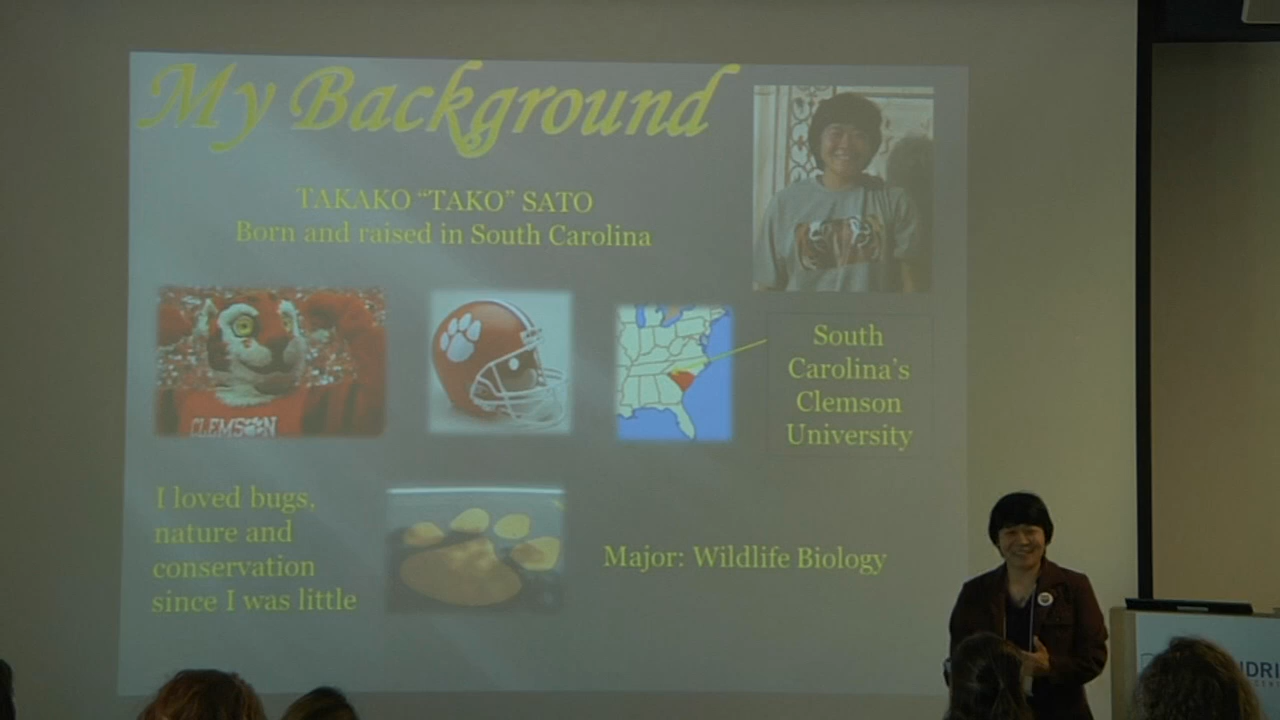 My Background
TAKAKO “TAKO” SATO
Born and raised in South Carolina
CLEMSON
South
Carolina's
Clemson
University
I loved bugs,
nature and
conservation
since I was little
Major: Wildlife Biology